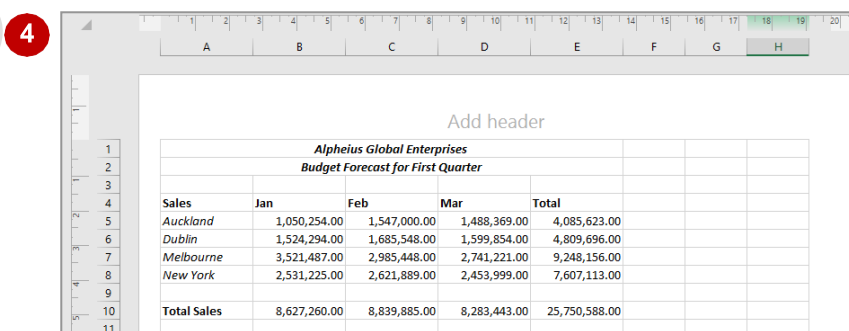 4
1 1 2 3 4 5 6 7 8 9 10 11 12 13 14 15 16 17 18 19 20
A B C D E F G H
1
Add header
1 Alpheius Global Enterprises
2 Budget Forecast for First Quarter
1 3
4 Sales Jan Feb Mar Total
2 5 Auckland 1,050,254.00 1,547,000.00 1,488,369.00 4,085,623.00
6 Dublin 1,524,294.00 1,685,548.00 1,599,854.00 4,809,696.00
3 7 Melbourne 3,521,487.00 2,985,448.00 2,741,221.00 9,248,156.00
8 New York 2,531,225.00 2,621,889.00 2,453,999.00 7,607,113.00
4 9
10 Total Sales 8,627,260.00 8,839,885.00 8,283,443.00 25,750,588.00
5 11